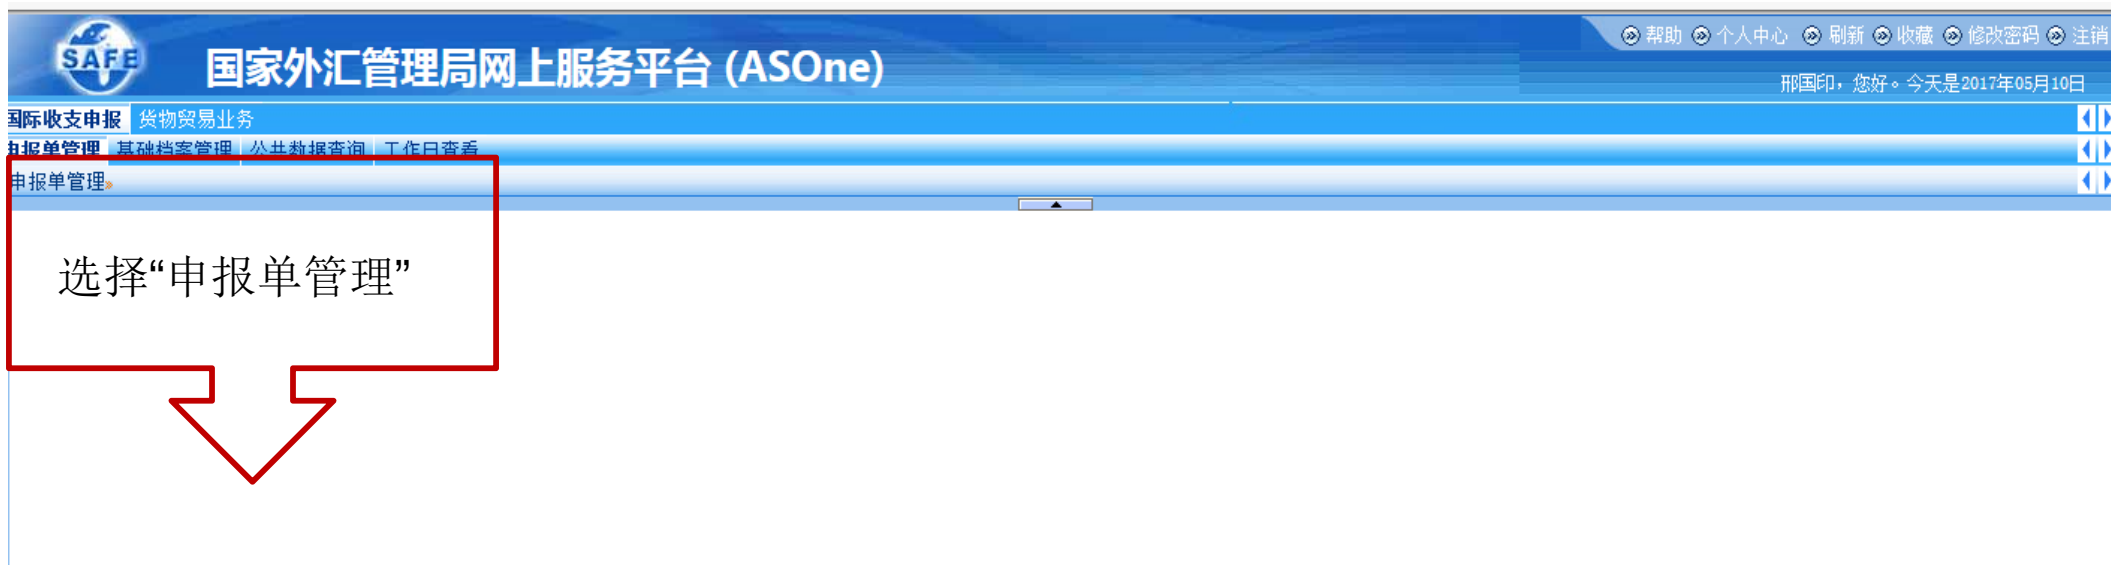 SAFE
国家外汇管理局网上服务平台 (ASOne)
帮助 个人中心 刷新 收藏 修改密码 注销
邢国印，您好。今天是2017年05月10日
国际收支申报 货物贸易业务
申报单管理 基础档案管理 公共数据查询 工作日查看
申报单管理»
选择“申报单管理”